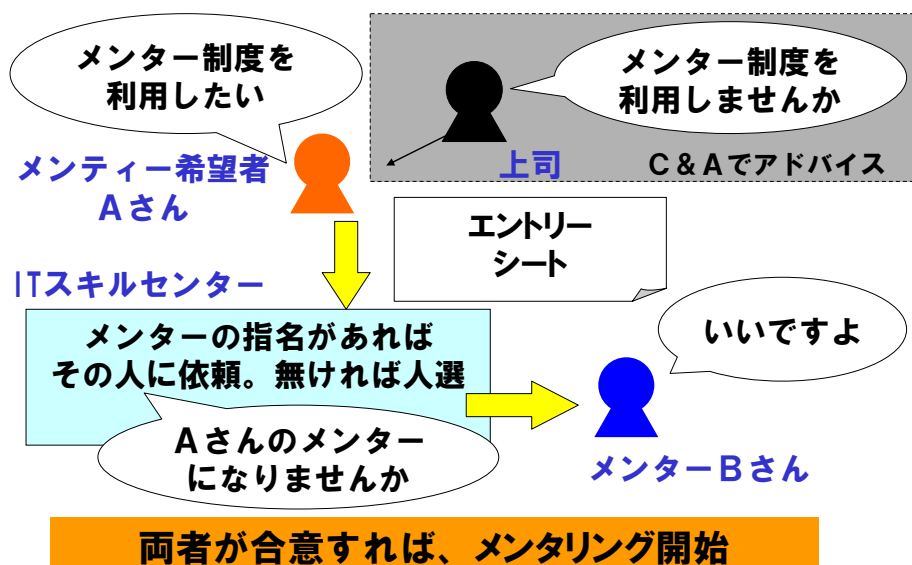 メンター制度を
利用したい
メンター制度を
利用しませんか
上司
C&Aでアドバイス
メンティー希望者
Aさん
エントリー
シート
ITスキルセンター
メンターの指名があれば
その人に依頼。無ければ人選
いいですよ
Aさんのメンター
になりませんか
メンターBさん
両者が合意すれば、メンタリング開始